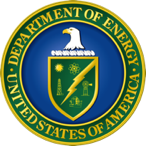 DEPARTMENT OF ENERGY
UNITED STATES OF AMERICA